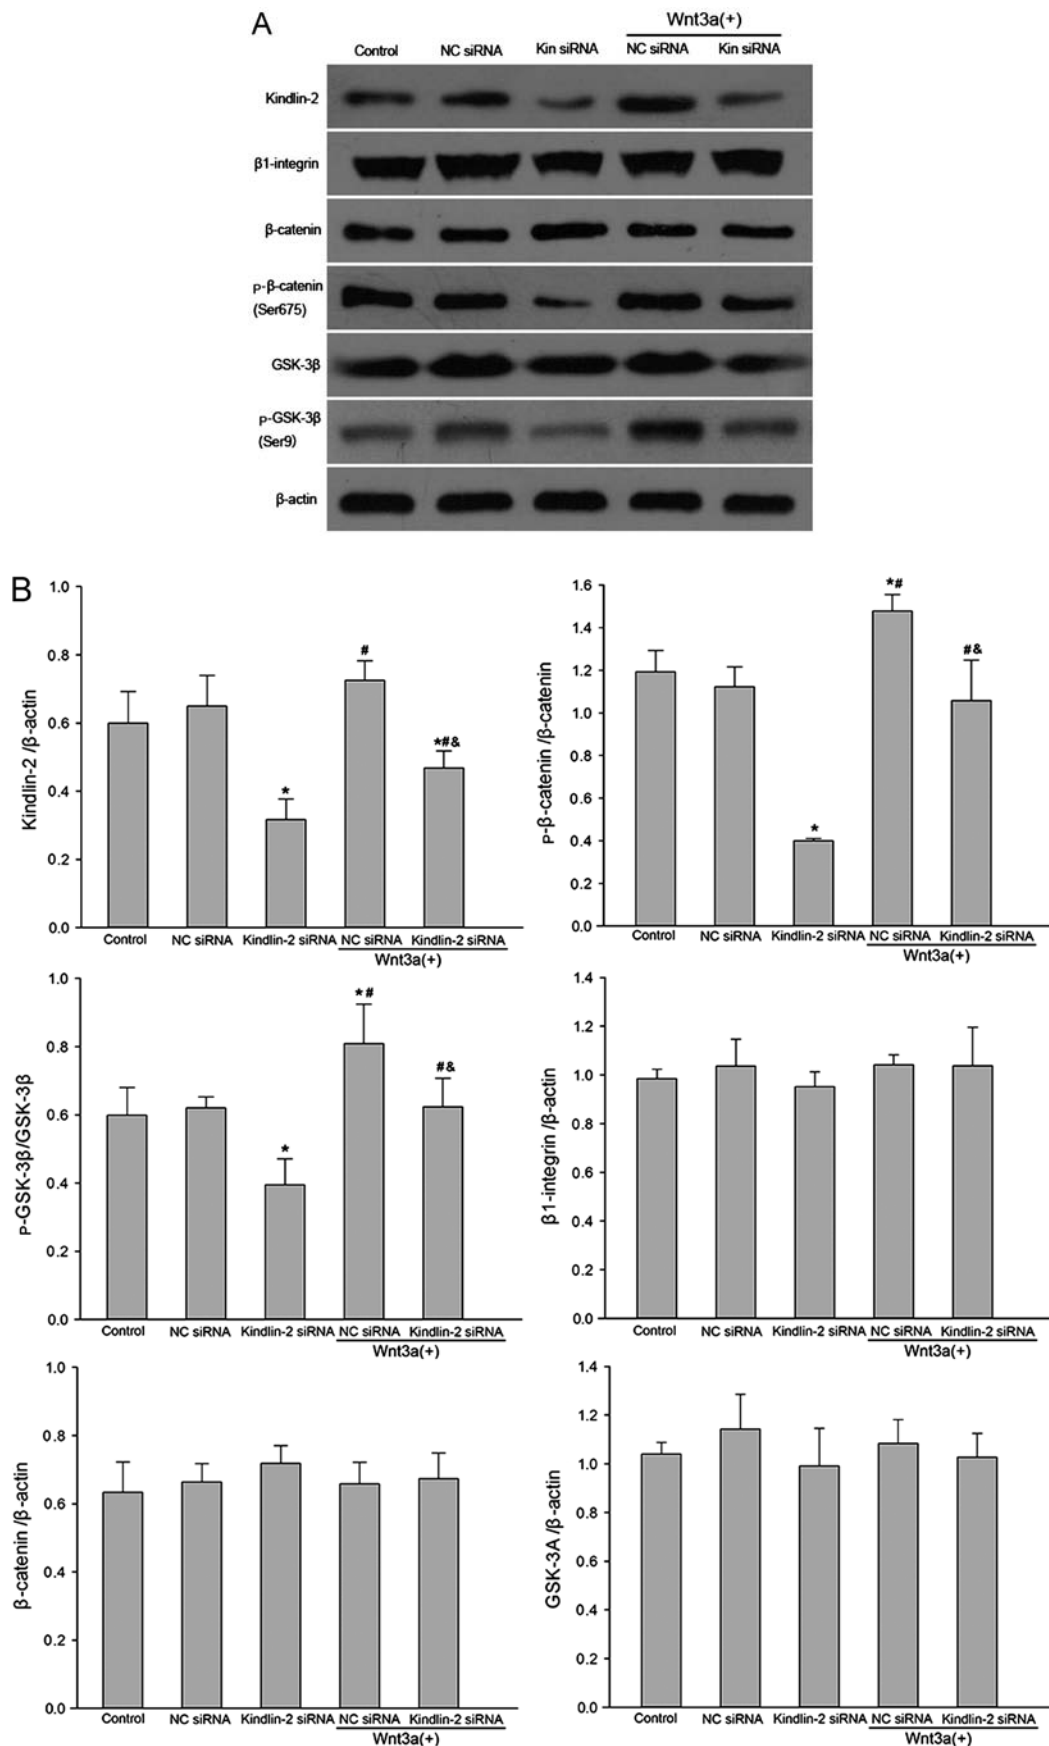 A
Wnt3a(+)
Control NC siRNA Kin siRNA NC siRNA Kin siRNA
Kindlin-2
β1-integrin
β-catenin
p-β-catenin
(Ser675)
GSK-3β
p-GSK-3β
(Ser9)
β-actin
B
Kindlin-2 /β-actin
1.0
0.8
0.6
0.4
0.2
0.0
*
#
*#&
Control NC siRNA Kindlin-2 siRNA NC siRNA Kindlin-2 siRNA
Wnt3a(+)
p-β-catenin /β-catenin
1.6
1.4
1.2
1.0
0.8
0.6
0.4
0.2
0.0
*
*#
#&
Control NC siRNA Kindlin-2 siRNA NC siRNA Kindlin-2 siRNA
Wnt3a(+)
p-GSK-3β/GSK-3β
1.0
0.8
0.6
0.4
0.2
0.0
*
*#
#&
Control NC siRNA Kindlin-2 siRNA NC siRNA Kindlin-2 siRNA
Wnt3a(+)
β1-integrin /β-actin
1.4
1.2
1.0
0.8
0.6
0.4
0.2
0.0
Control NC siRNA Kindlin-2 siRNA NC siRNA Kindlin-2 siRNA
Wnt3a(+)
β-catenin /β-actin
1.0
0.8
0.6
0.4
0.2
0.0
Control NC siRNA Kindlin-2 siRNA NC siRNA Kindlin-2 siRNA
Wnt3a(+)
GSK-3A /β-actin
1.4
1.2
1.0
0.8
0.6
0.4
0.2
0.0
Control NC siRNA Kindlin-2 siRNA NC siRNA Kindlin-2 siRNA
Wnt3a(+)